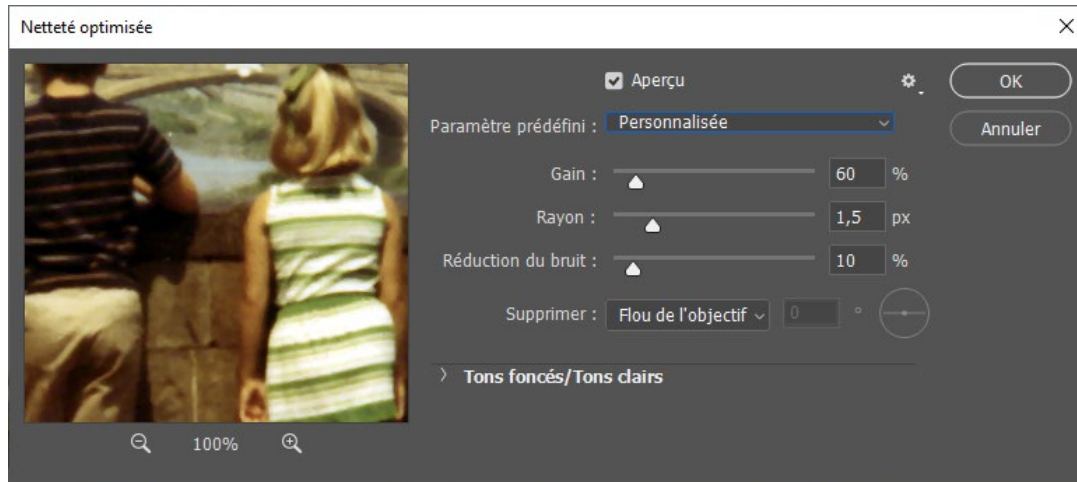 Netteté optimisée
Aperçu
OK
Paramètre prédéfini : Personnalisée
Annuler
Gain : 60 %
Rayon : 1,5 px
Réduction du bruit : 10 %
Supprimer : Flou de l'objectif 0 °
Tons foncés/Tons clairs
100%